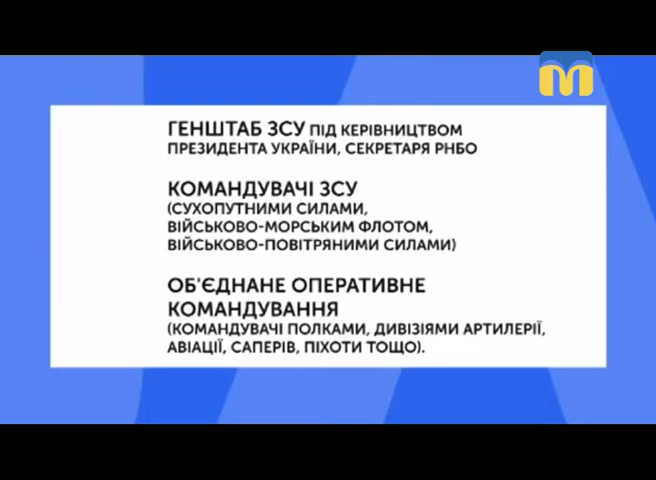 ГЕНШТАБ ЗСУ ПІД КЕРІВНИЦТВОМ
ПРЕЗИДЕНТА УКРАЇНИ, СЕКРЕТАРЯ РНБО
КОМАНДУВАЧІ ЗСУ
(СУХОПУТНИМИ СИЛАМИ,
ВІЙСЬКОВО-МОРСЬКИМ ФЛОТОМ,
ВІЙСЬКОВО-ПОВІТРЯНИМИ СИЛАМИ)
ОБ'ЄДНАНЕ ОПЕРАТИВНЕ
КОМАНДУВАННЯ
(КОМАНДУВАЧІ ПОЛКАМИ, ДИВІЗІЯМИ АРТИЛЕРІЇ,
АВІАЦІЇ, САПЕРІВ, ПІХОТИ ТОЩО).